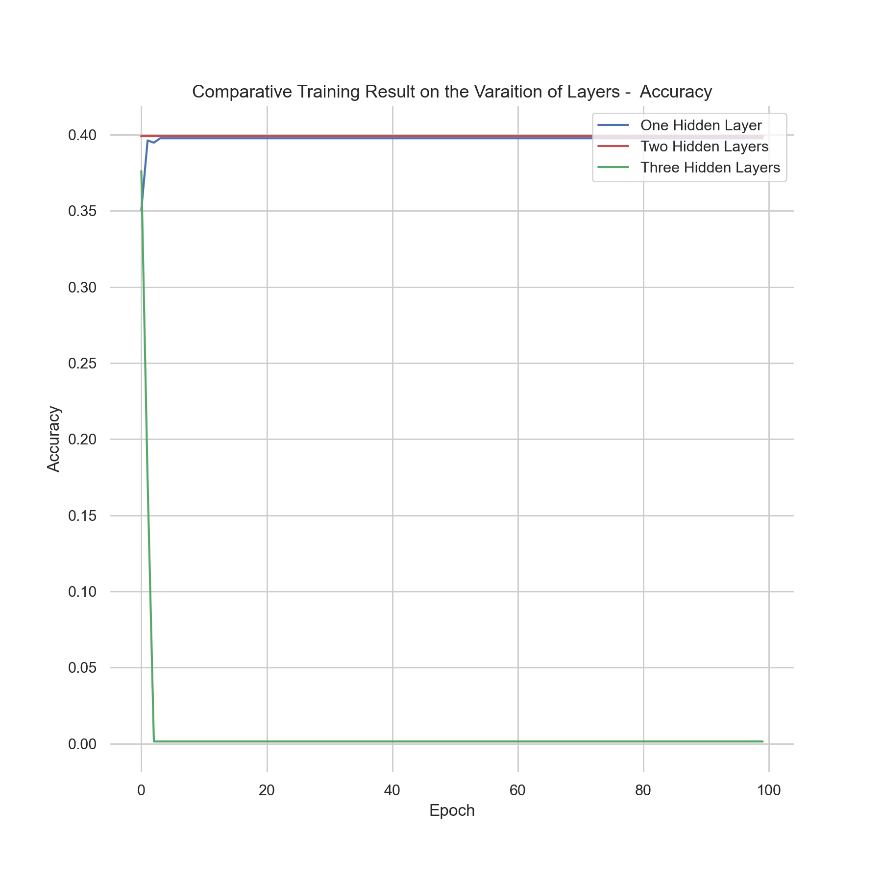 Comparative Training Result on the Varaition of Layers -  Accuracy
One Hidden Layer
Two Hidden Layers
Three Hidden Layers
0.40
0.35
0.30
0.25
0.20
0.15
0.10
0.05
0.00
Accuracy
0 20 40 60 80 100
Epoch